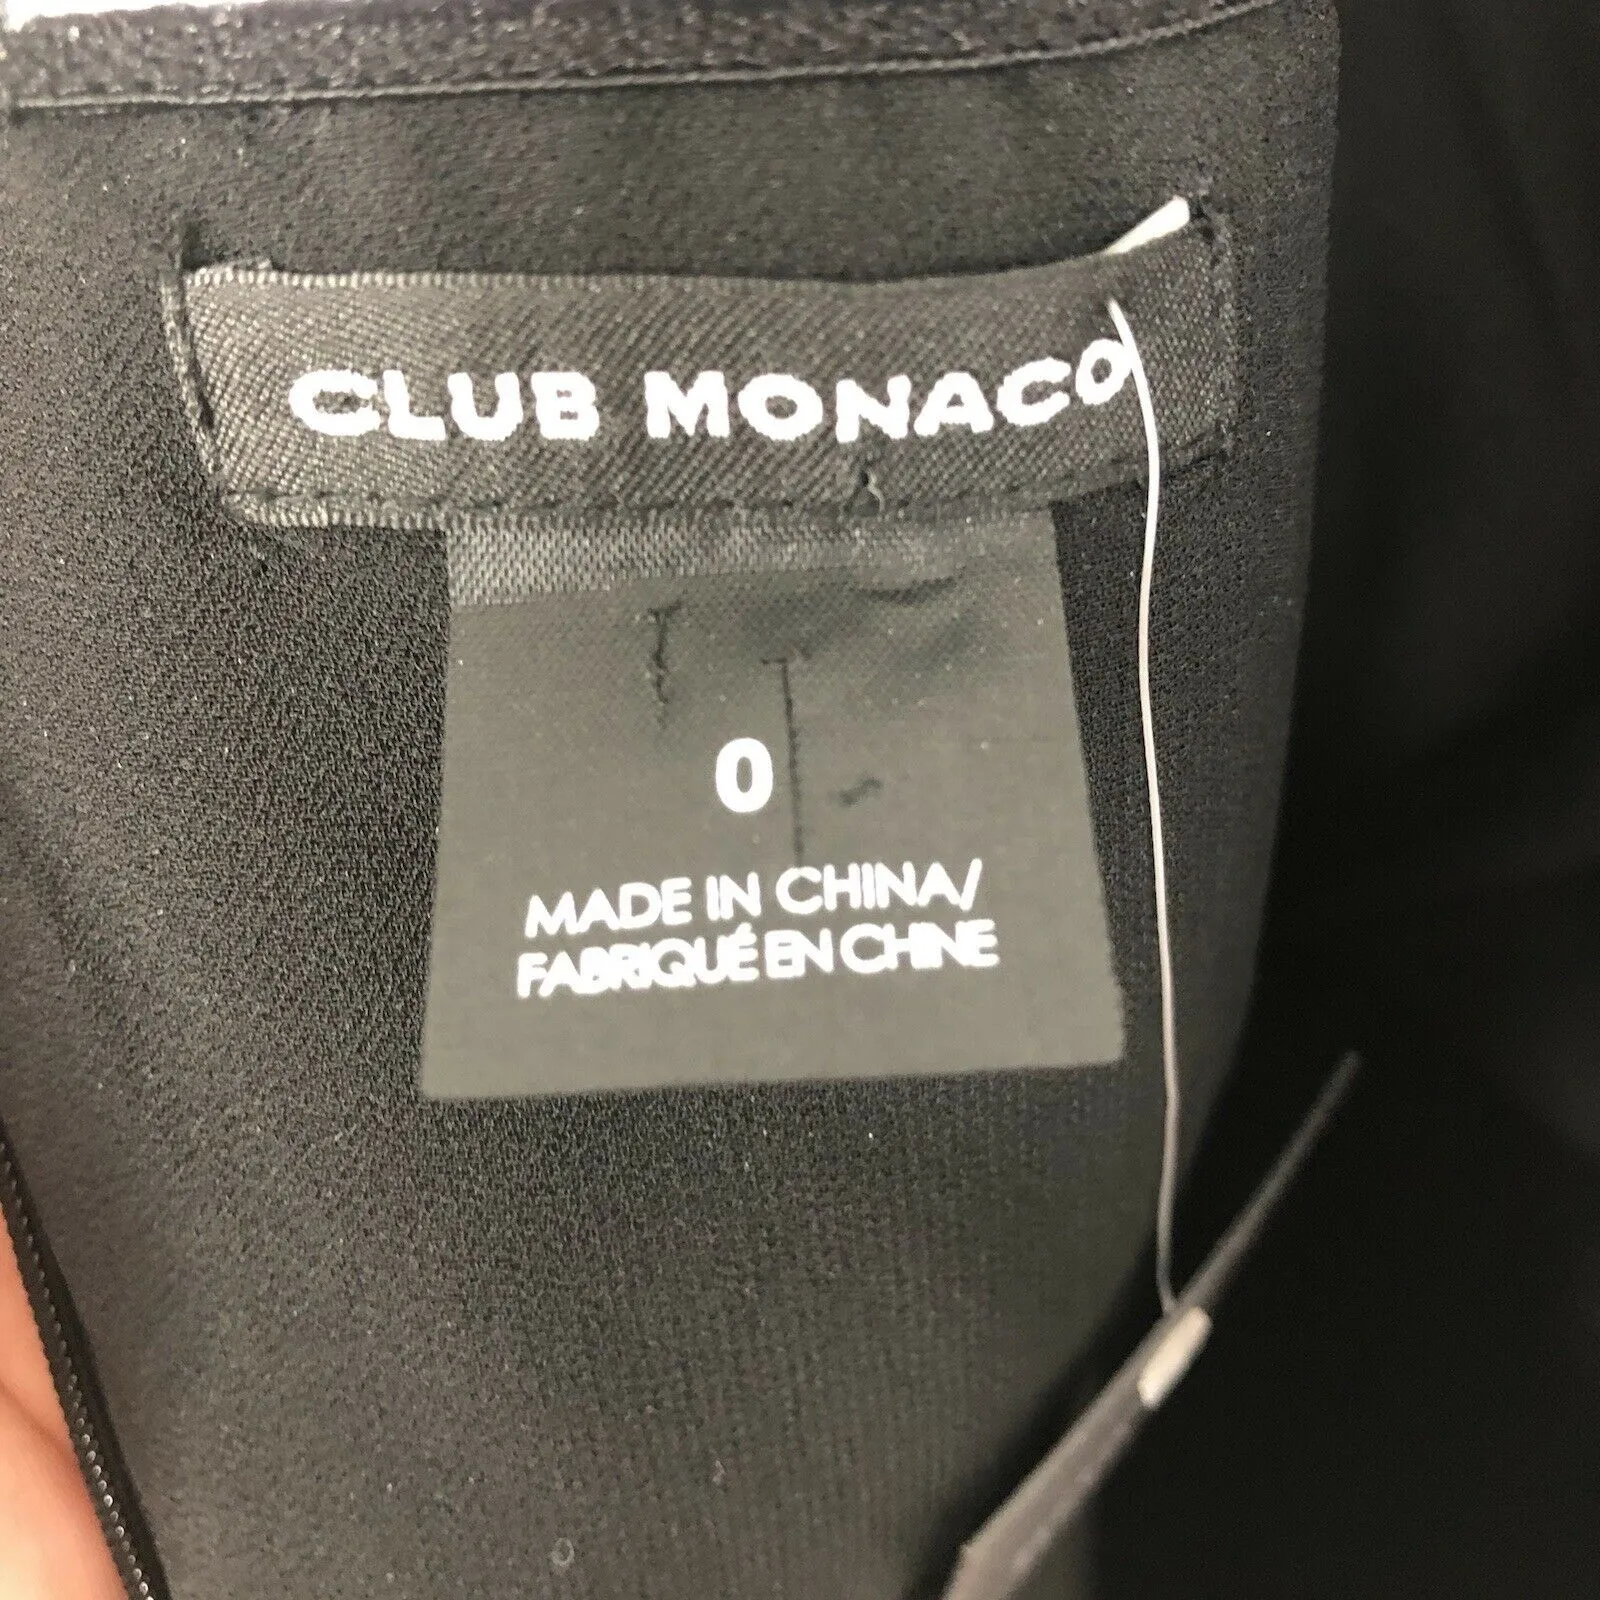 CLUB MONACO
0
MADE IN CHINA/
FABRIQUÉ EN CHINE